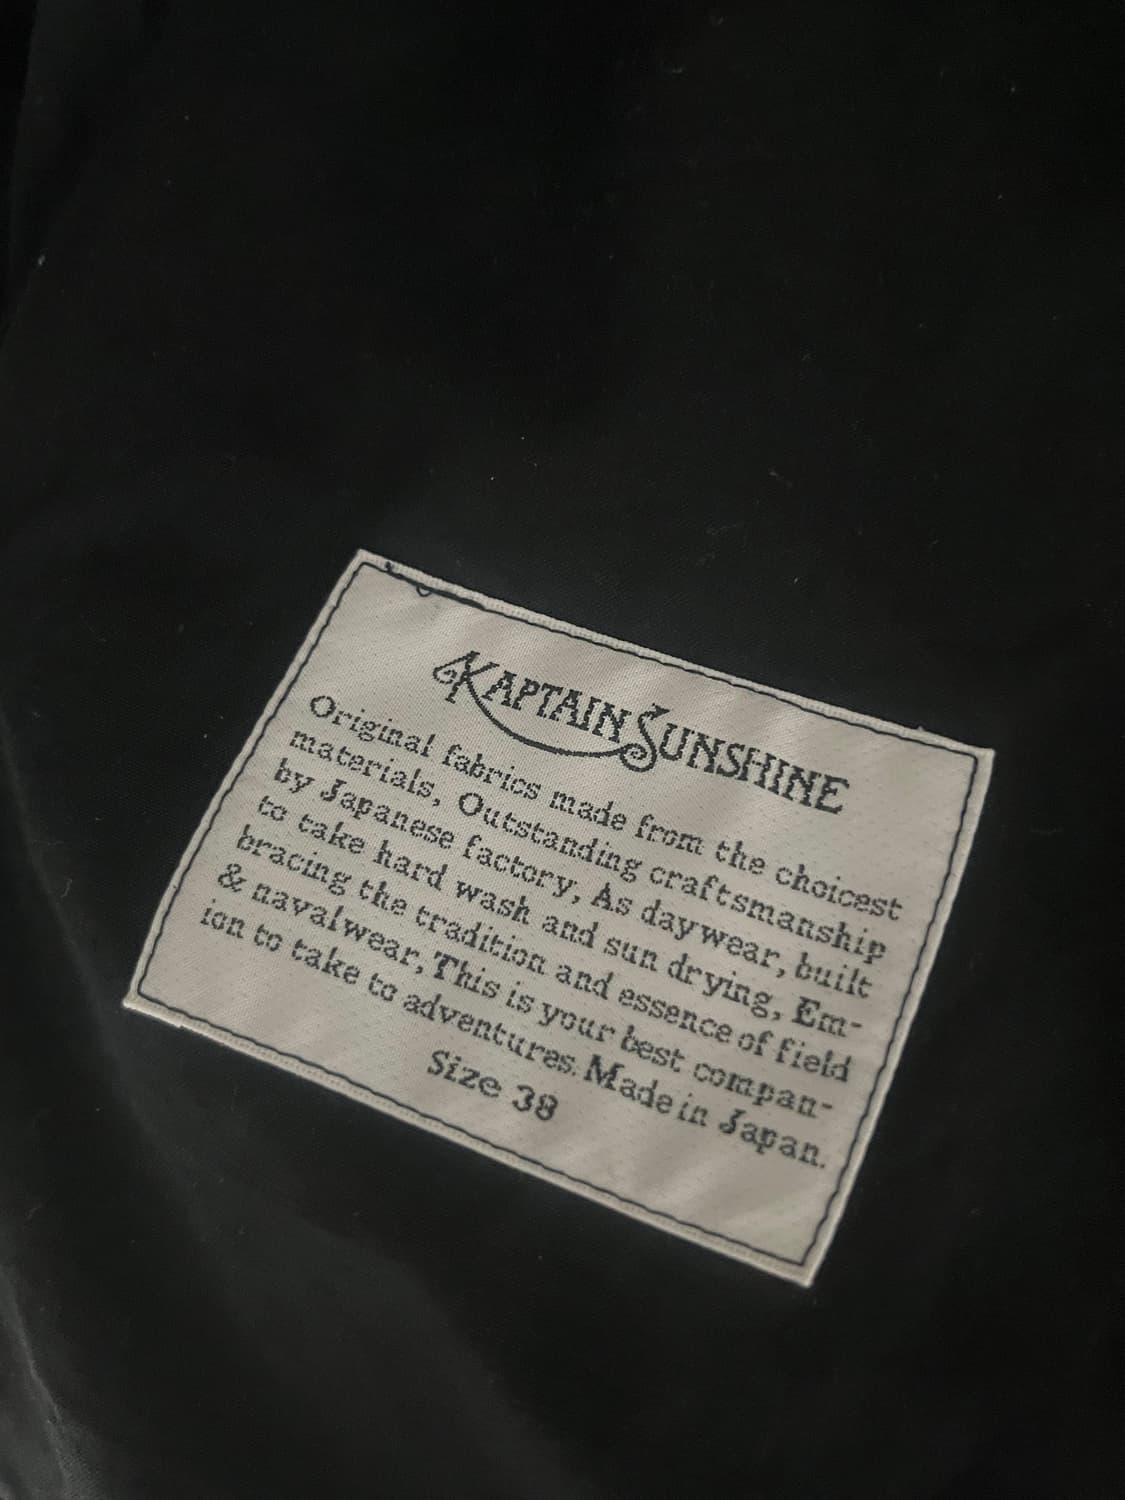 KAPTAIN SUNSHINE
Original fabrics made from the choicest
materials, Outstanding craftsmanship
by Japanese factory, As daywear, built
to take hard wash and sun drying, Em-
bracing the tradition and essence of field
& navalwear, This is your best compan-
ion to take to adventures. Made in Japan.
Size 38